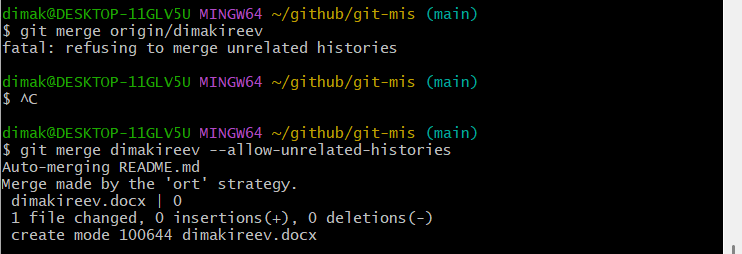 dimak@DESKTOP-11GLV5U MINGW64 ~/github/git-mis (main)
$ git merge origin/dimakireev
fatal: refusing to merge unrelated histories
dimak@DESKTOP-11GLV5U MINGW64 ~/github/git-mis (main)
$ ^C
dimak@DESKTOP-11GLV5U MINGW64 ~/github/git-mis (main)
$ git merge dimakireev --allow-unrelated-histories
Auto-merging README.md
Merge made by the 'ort' strategy.
 dimakireev.docx | 0
 1 file changed, 0 insertions(+), 0 deletions(-)
 create mode 100644 dimakireev.docx